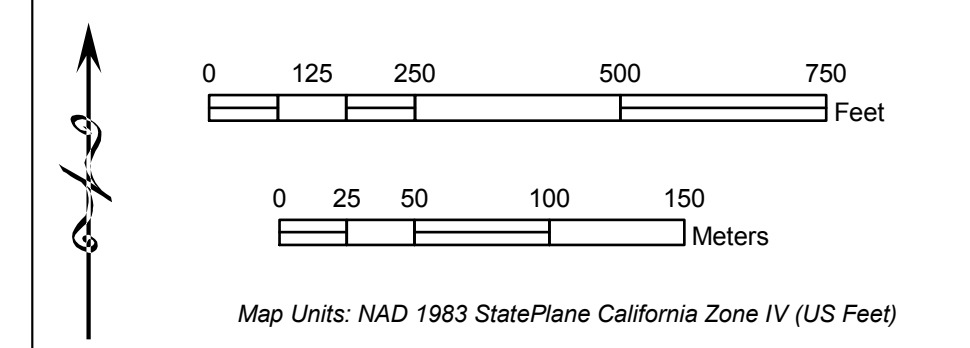 0 125 250 500 750
Feet
0 25 50 100 150
Meters
Map Units: NAD 1983 StatePlane California Zone IV (US Feet)